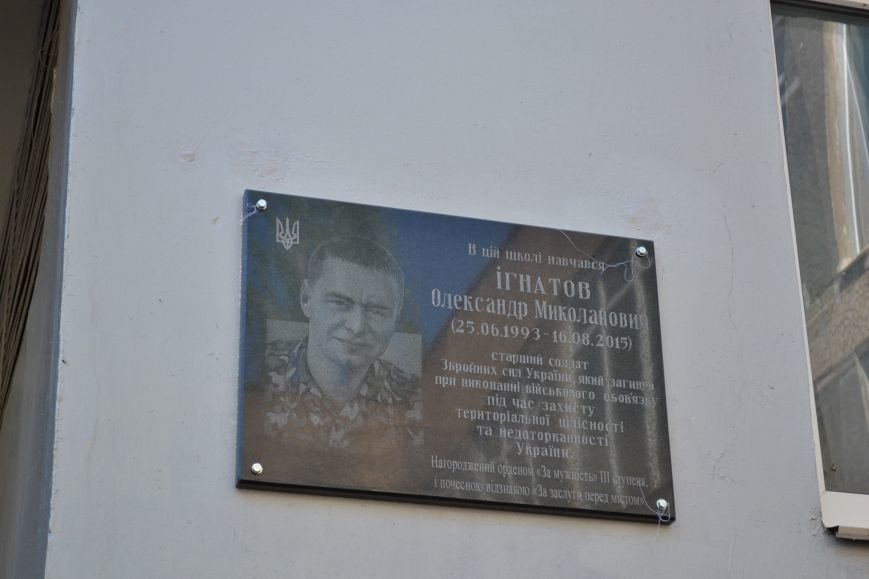 В цій школі навчався
ІГНАТОВ
Олександр Миколайович
(25.06.1993-16.08.2015)
старший солдат
Збройних сил України, який загинув
при виконанні військового обов'язку
під час захисту
територіальної цілісності
та недоторканності
України.
Нагороджений орденом «За мужність» ІІІ ступеня,
і почесною відзнакою «За заслуги перед містом»